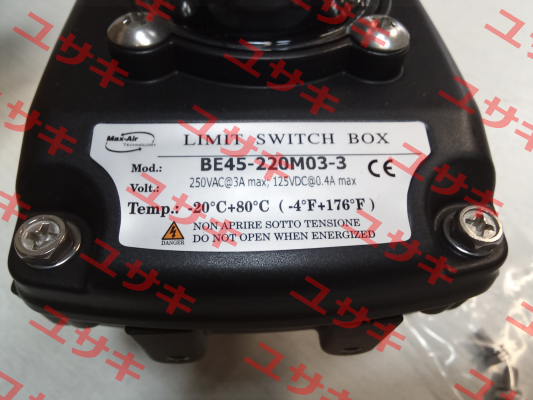 Max-Air
TECHNOLOGY
LIMIT SWITCH BOX
Mod.: BE45-220M03-3 CE
Volt.: 250VAC@3A max; 125VDC@0.4A max
Temp.: -20°C+80°C ( -4°F+176°F )
NON APRIRE SOTTO TENSIONE
DANGER DO NOT OPEN WHEN ENERGIZED
ユサキ
ユサキ
ユサキ
ユサキ
ユサキ
ユサキ
ユサキ
ユサキ